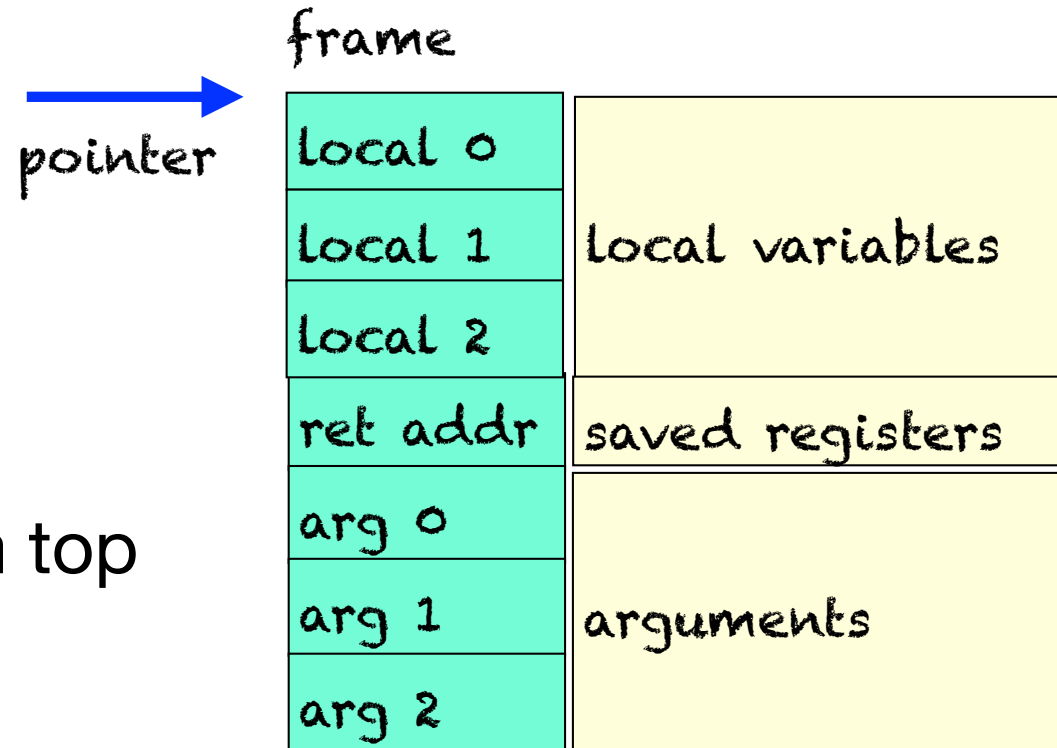 frame
pointer
local 0
local 1
local variables
local 2
ret addr
saved registers
arg 0
top
arg 1
arguments
arg 2